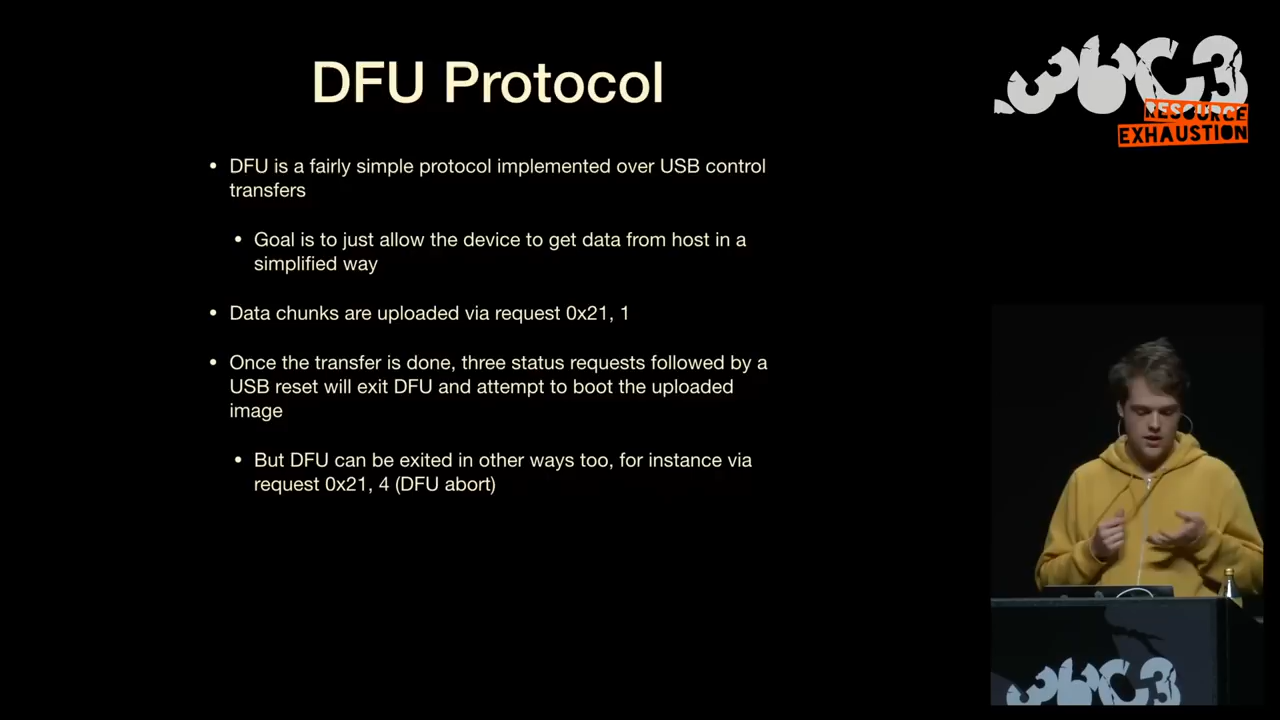 DFU Protocol
• DFU is a fairly simple protocol implemented over USB control
transfers
• Goal is to just allow the device to get data from host in a
simplified way
• Data chunks are uploaded via request 0x21, 1
• Once the transfer is done, three status requests followed by a
USB reset will exit DFU and attempt to boot the uploaded
image
• But DFU can be exited in other ways too, for instance via
request 0x21, 4 (DFU abort)
36C3
RESOURCE
EXHAUSTION
36C3